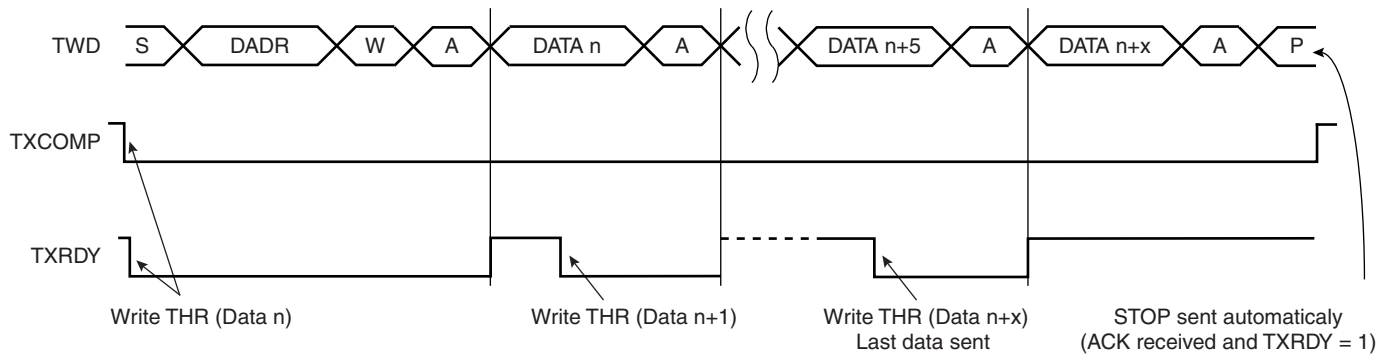 TWD S DADR W A DATA n A DATA n+5 A DATA n+x A P
TXCOMP
TXRDY
Write THR (Data n)
Write THR (Data n+1)
Write THR (Data n+x)
Last data sent
STOP sent automaticaly
(ACK received and TXRDY = 1)